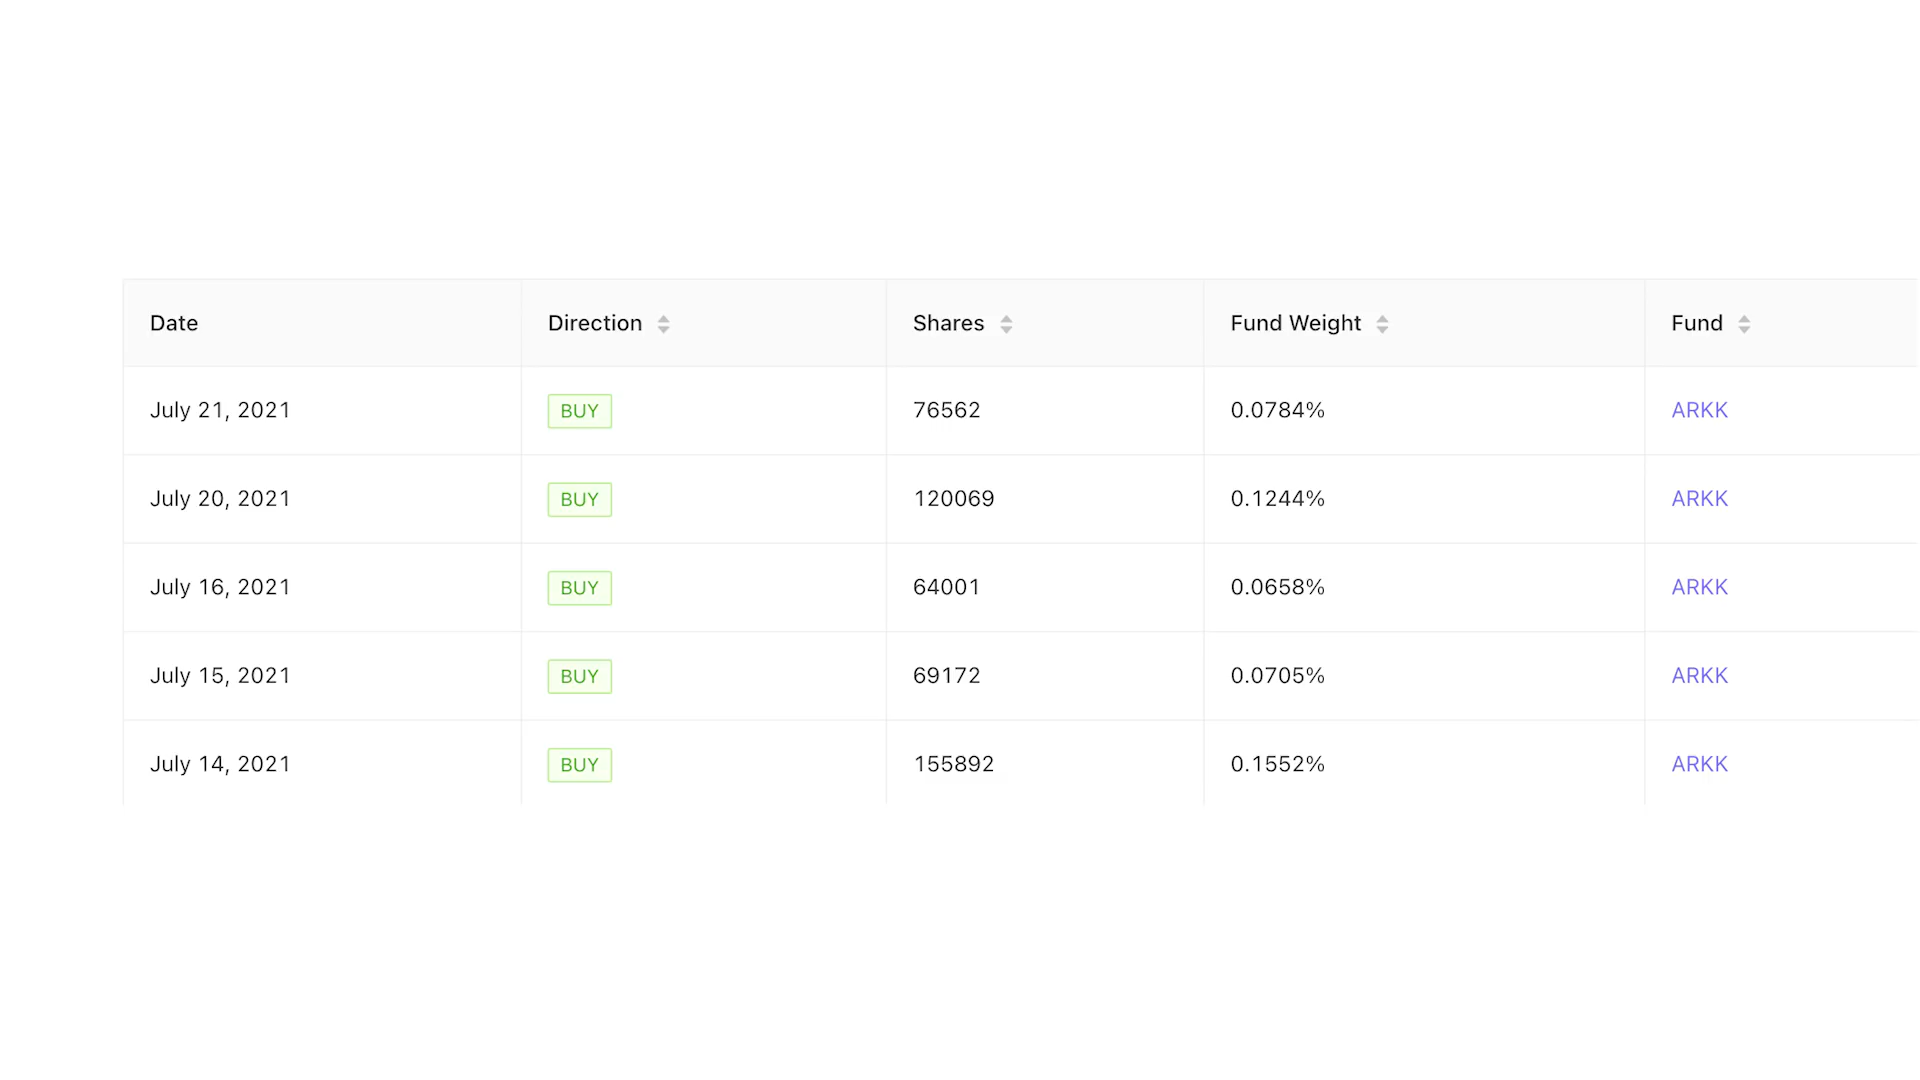 Date Direction Shares Fund Weight Fund
July 21, 2021 BUY 76562 0.0784% ARKK
July 20, 2021 BUY 120069 0.1244% ARKK
July 16, 2021 BUY 64001 0.0658% ARKK
July 15, 2021 BUY 69172 0.0705% ARKK
July 14, 2021 BUY 155892 0.1552% ARKK